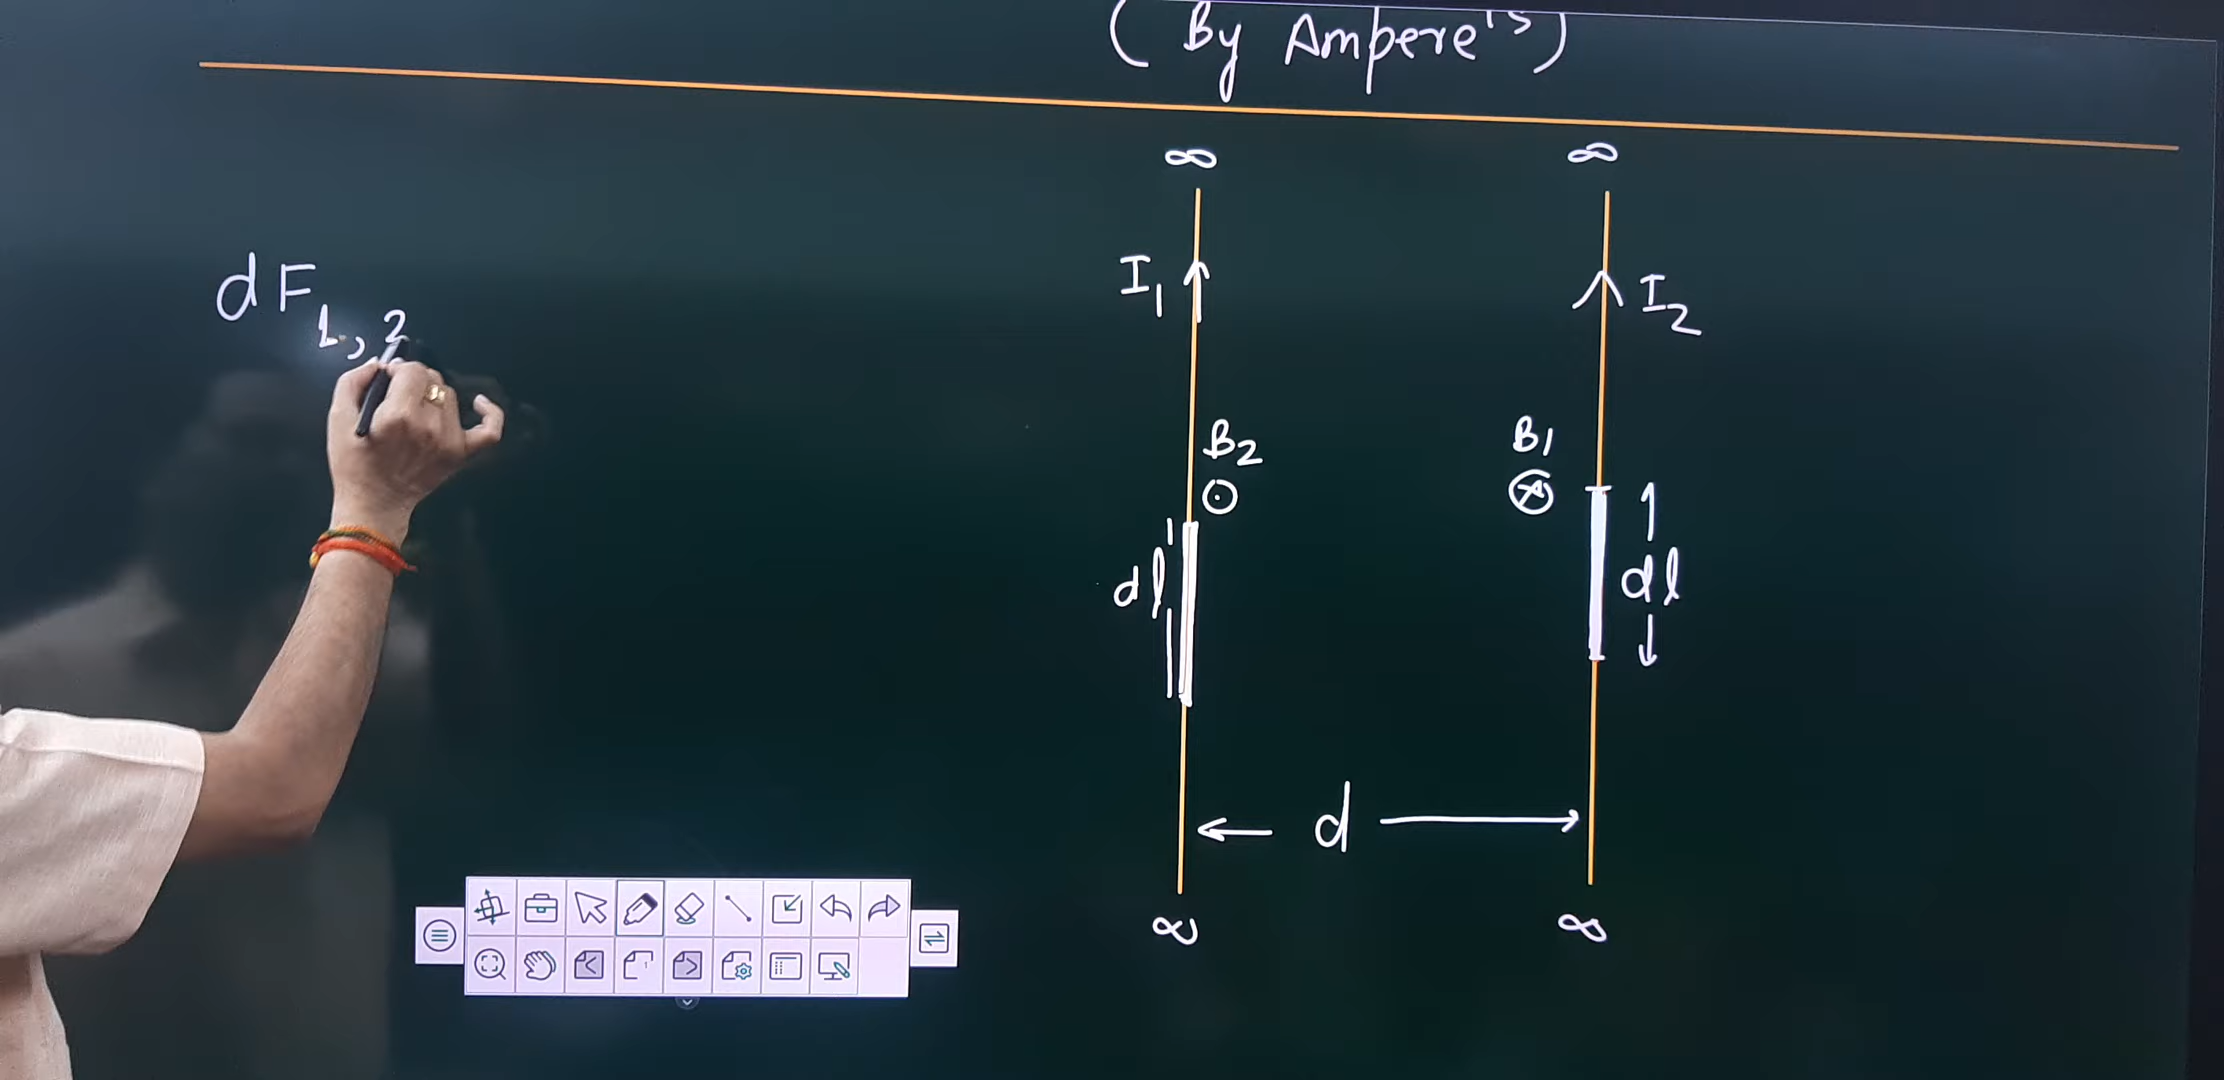 ( By Ampere's )
∞ ∞
I₁ I₂
dF₁,₂
B₂ B₁
⊙ ⊗
dl dl
← d →
∞ ∞